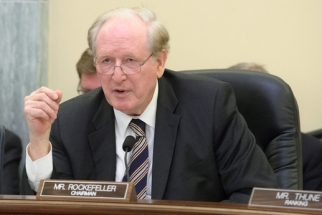 MR. ROCKEFELLER
CHAIRMAN
MR. THUNE
RANKING